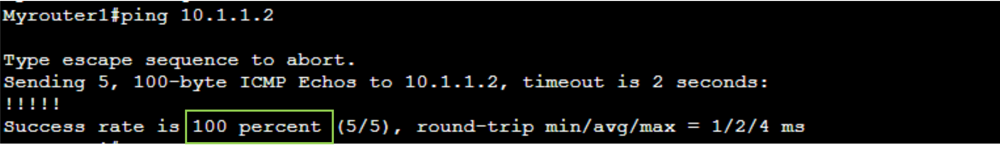 Myrouter1#ping 10.1.1.2
Type escape sequence to abort.
Sending 5, 100-byte ICMP Echos to 10.1.1.2, timeout is 2 seconds:
!!!!!
Success rate is 100 percent (5/5), round-trip min/avg/max = 1/2/4 ms